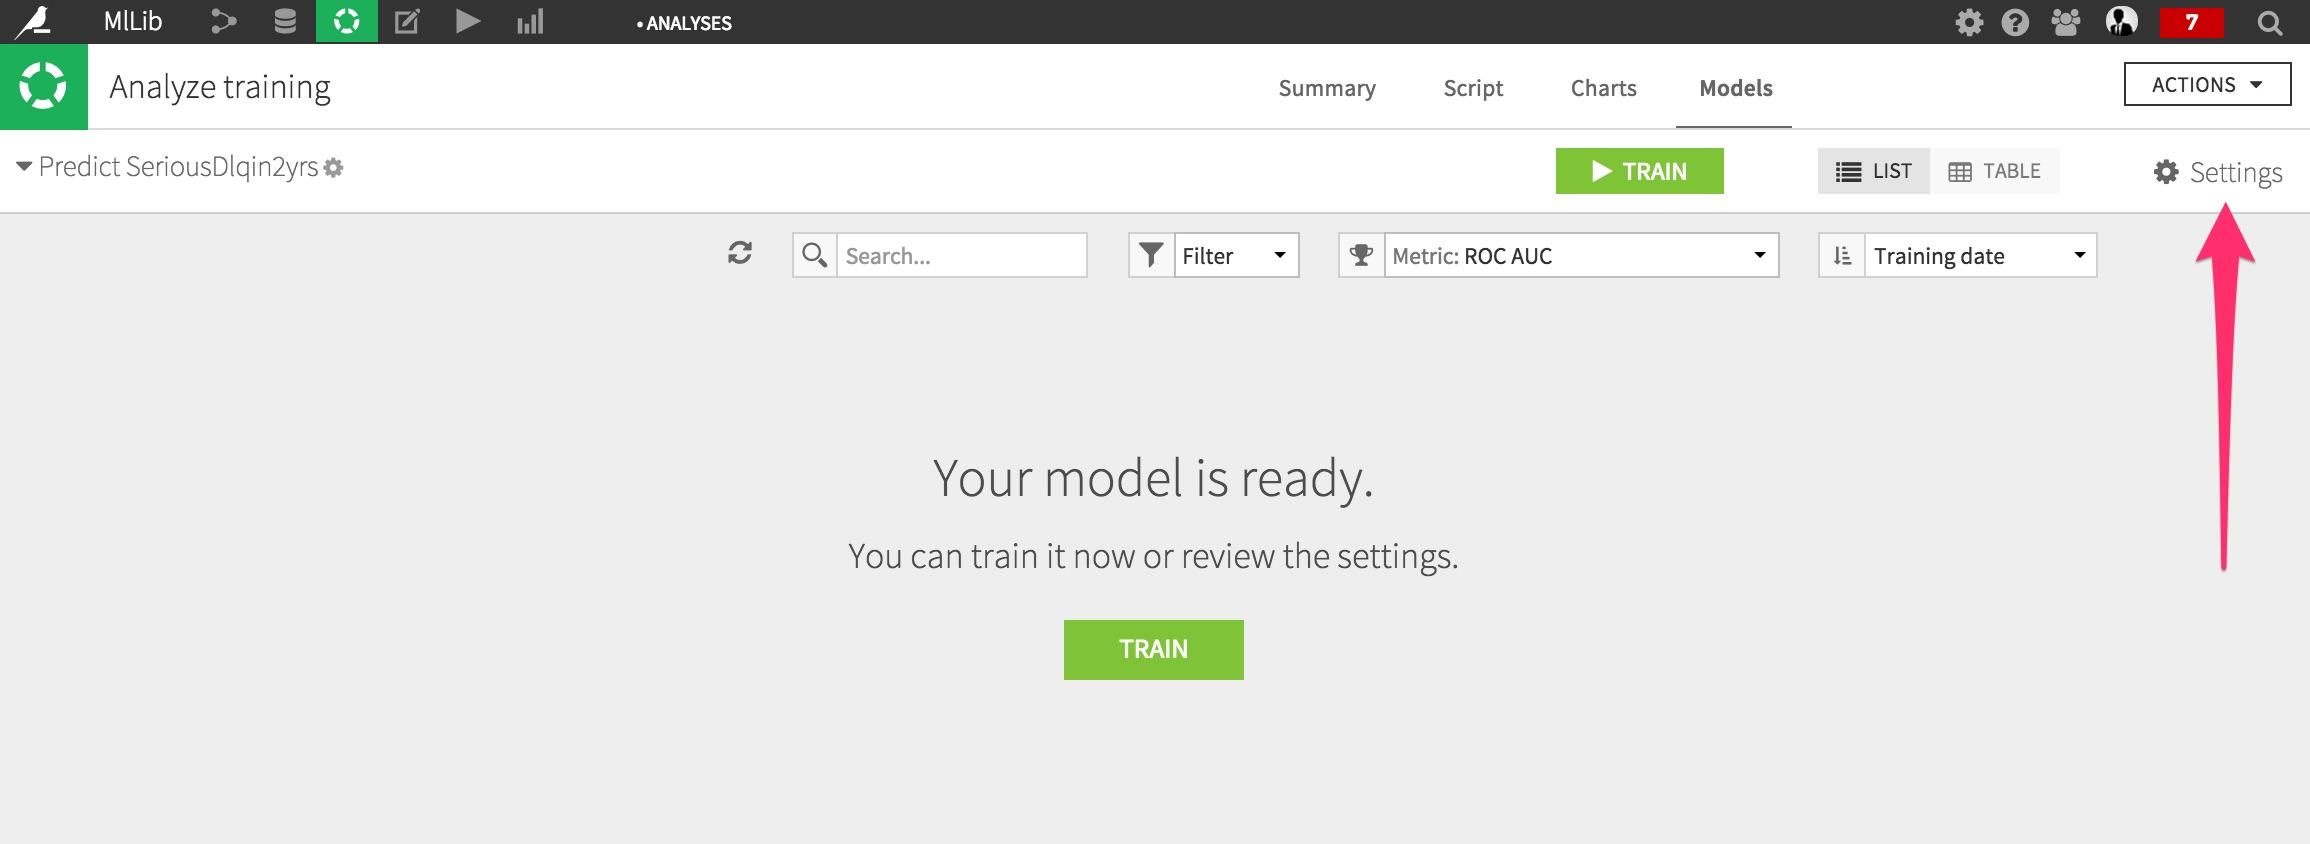 MlLib
• ANALYSES
7
Analyze training
Summary
Script
Charts
Models
ACTIONS
Predict SeriousDlqin2yrs
TRAIN
LIST
TABLE
Settings
Search...
Filter
Metric: ROC AUC
Training date
Your model is ready.
You can train it now or review the settings.
TRAIN